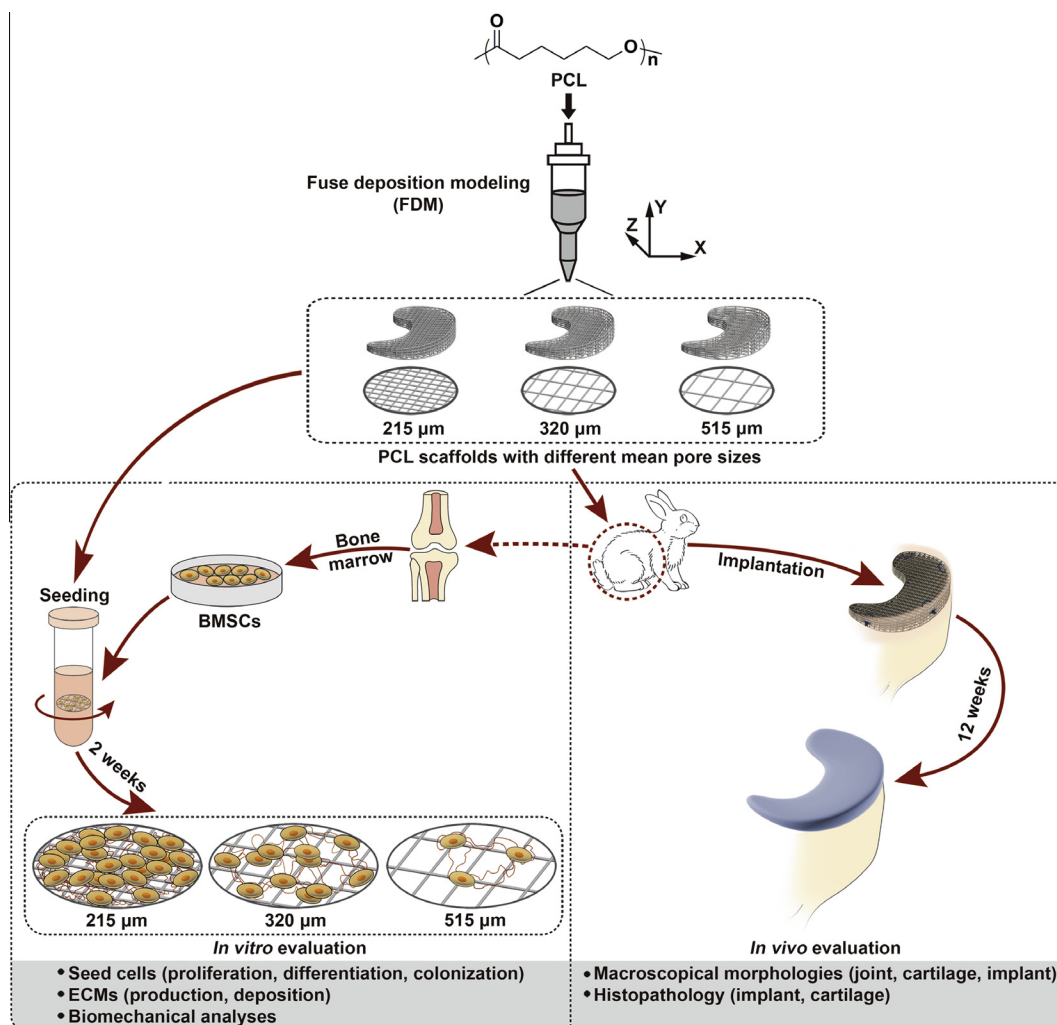 O
O
n
PCL
Fuse deposition modeling
(FDM)
Y
Z
X
215 µm 320 µm 515 µm
PCL scaffolds with different mean pore sizes
Bone
marrow
Implantation
Seeding
BMSCs
12 weeks
2 weeks
215 µm 320 µm 515 µm
In vitro evaluation
• Seed cells (proliferation, differentiation, colonization)
• ECMs (production, deposition)
• Biomechanical analyses
In vivo evaluation
• Macroscopical morphologies (joint, cartilage, implant)
• Histopathology (implant, cartilage)